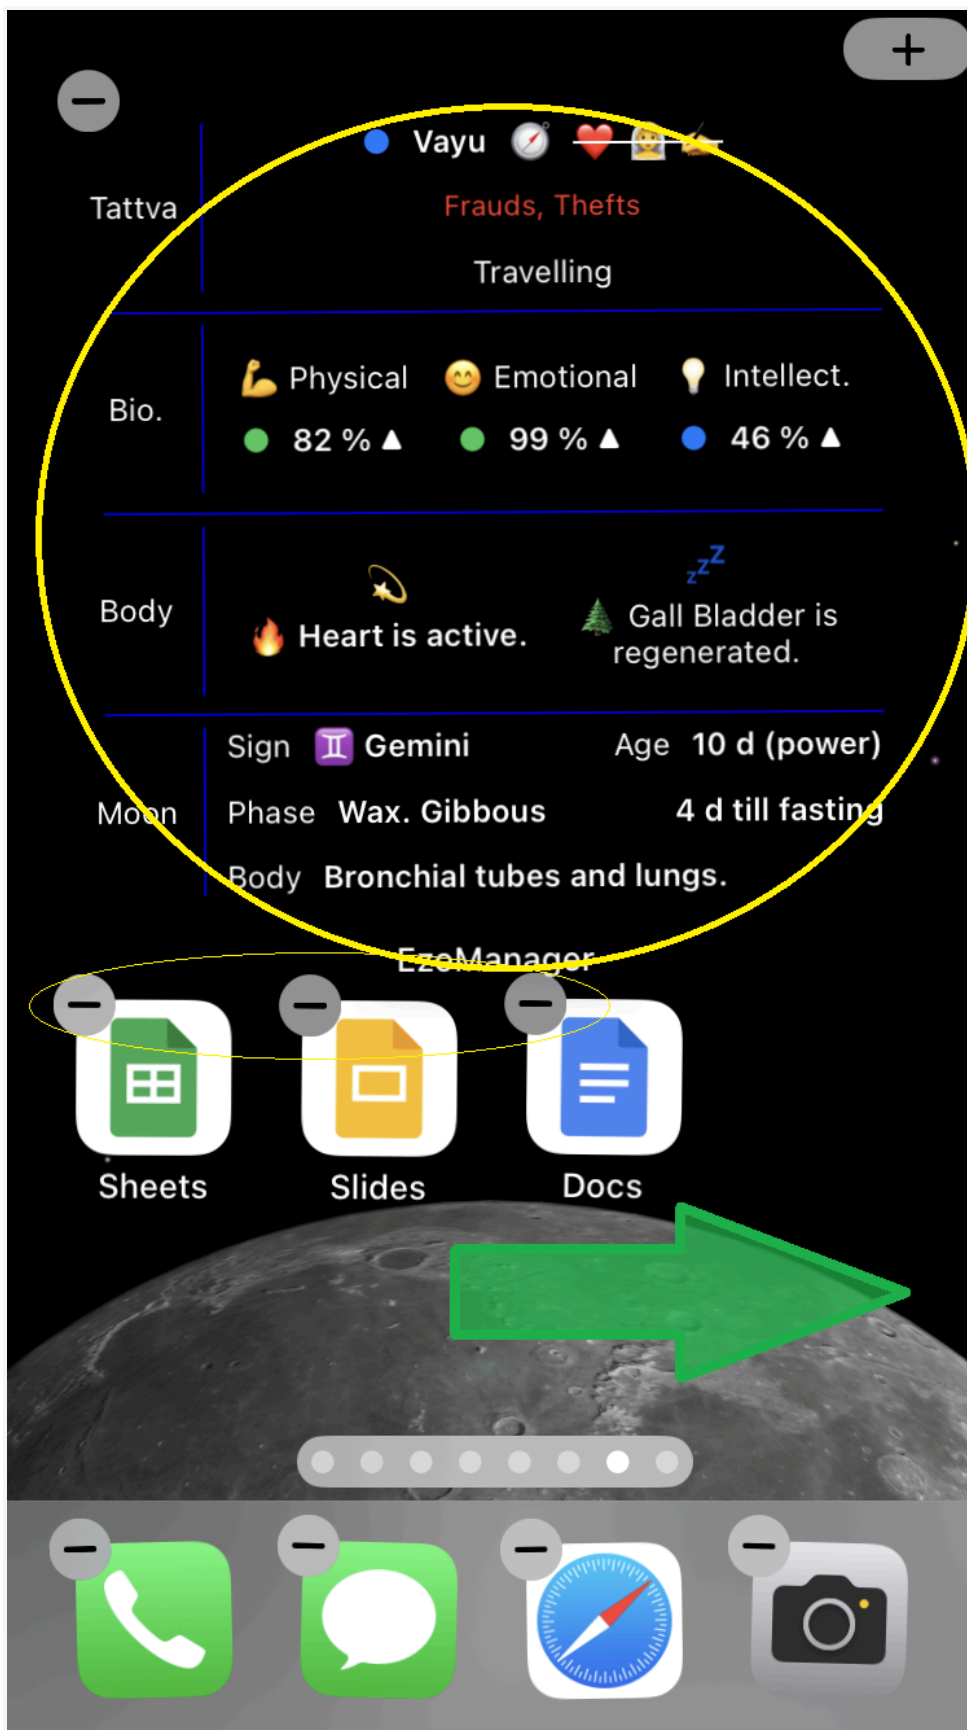 Vayu
Tattva
Frauds, Thefts
Travelling
Physical Emotional Intellect.
Bio.
82 % 99 % 46 %
zzZ
Body
Heart is active.
Gall Bladder is
regenerated.
Sign Gemini Age 10 d (power)
Moon
Phase Wax. Gibbous 4 d till fasting
Body Bronchial tubes and lungs.
EzoManager
Sheets Slides Docs